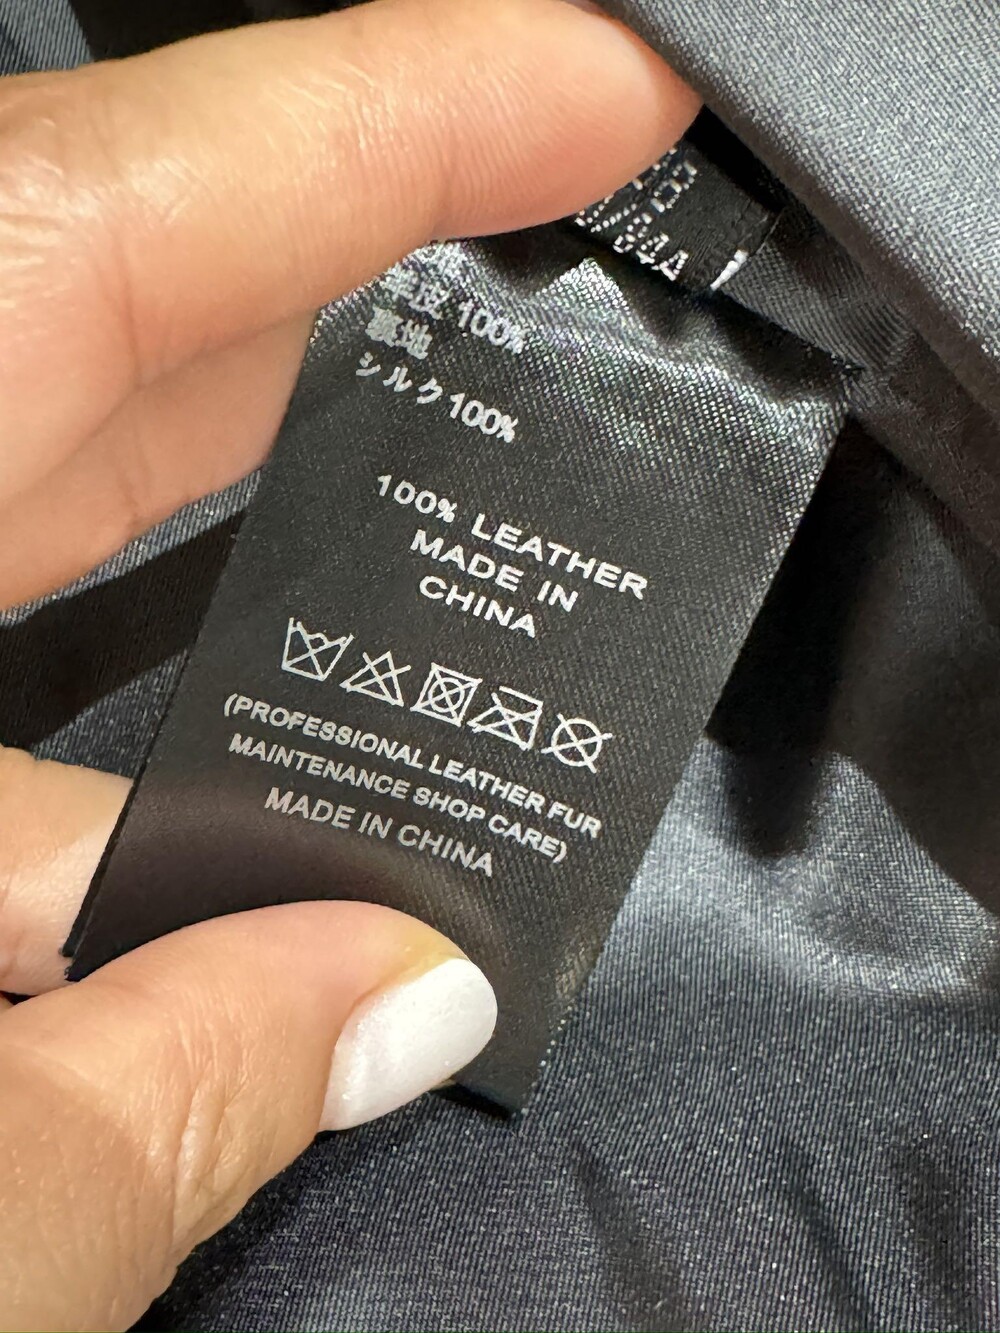 84A
羊皮 100%
裏地
シルク100%
100% LEATHER
MADE IN
CHINA
(PROFESSIONAL LEATHER FUR
MAINTENANCE SHOP CARE)
MADE IN CHINA